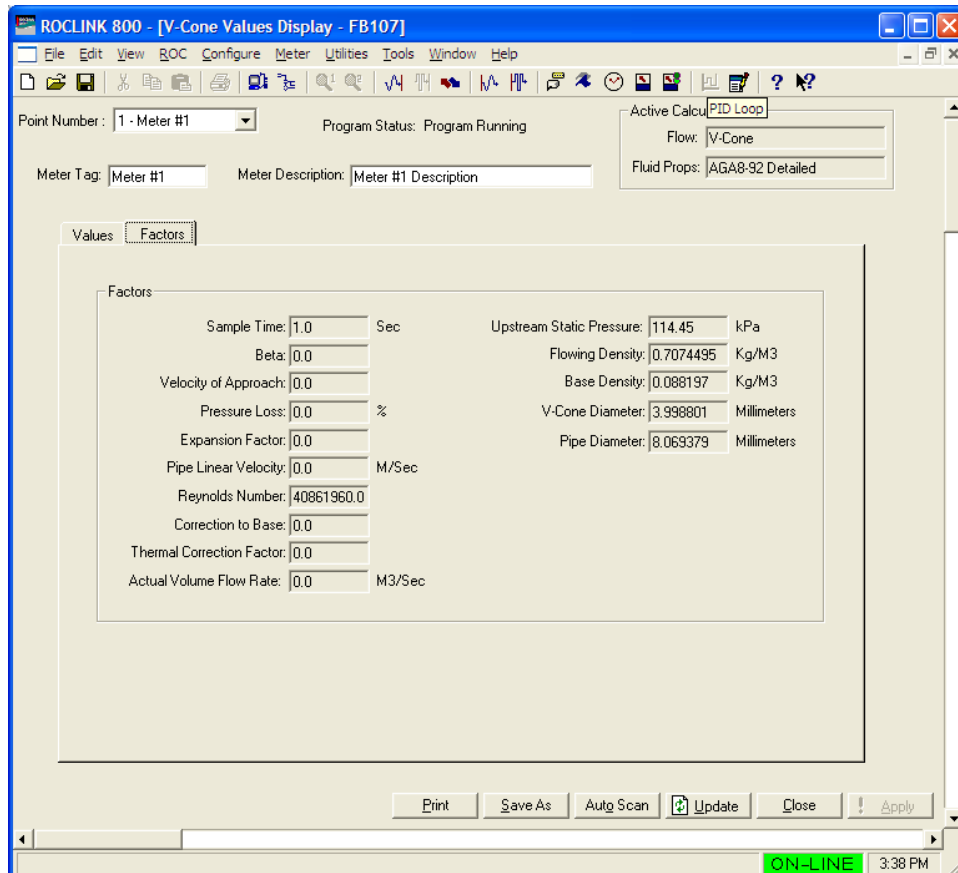 ROCLINK 800 - [V-Cone Values Display - FB107]
File Edit View ROC Configure Meter Utilities Tools Window Help
Point Number : 1 - Meter #1
Program Status: Program Running
Active Calcu
PID Loop
Flow: V-Cone
Fluid Props: AGA8-92 Detailed
Meter Tag: Meter #1
Meter Description: Meter #1 Description
Values Factors
Factors
Sample Time: 1.0 Sec
Beta: 0.0
Velocity of Approach: 0.0
Pressure Loss: 0.0 %
Expansion Factor: 0.0
Pipe Linear Velocity: 0.0 M/Sec
Reynolds Number: 40861960.0
Correction to Base: 0.0
Thermal Correction Factor: 0.0
Actual Volume Flow Rate: 0.0 M3/Sec
Upstream Static Pressure: 114.45 kPa
Flowing Density: 0.7074495 Kg/M3
Base Density: 0.088197 Kg/M3
V-Cone Diameter: 3.998801 Millimeters
Pipe Diameter: 8.069379 Millimeters
Print Save As Auto Scan Update Close ! Apply
ON-LINE 3:38 PM